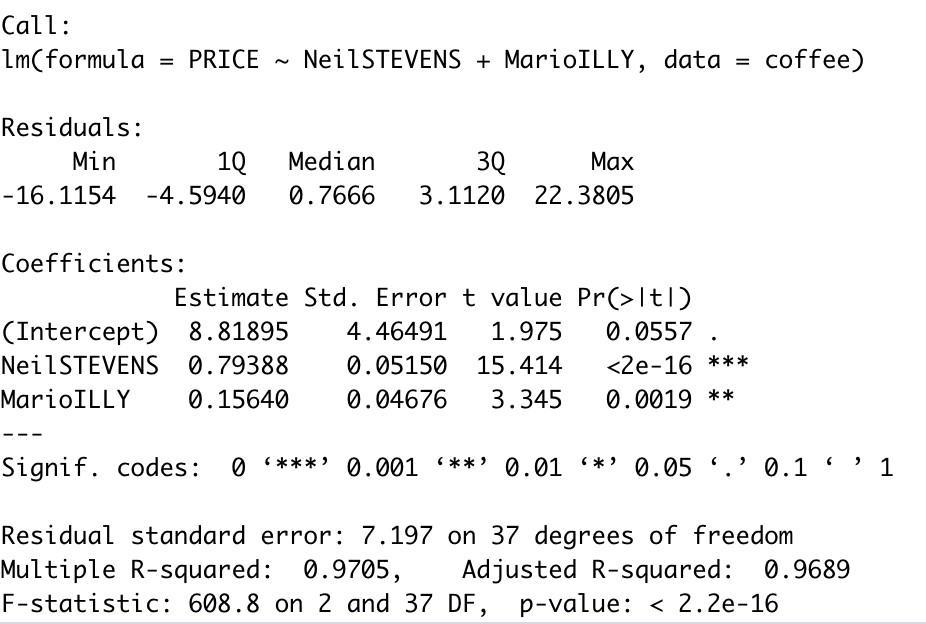 Call:
lm(formula = PRICE ~ NeilSTEVENS + MarioILLY, data = coffee)
Residuals:
     Min       1Q   Median       3Q      Max
-16.1154  -4.5940   0.7666   3.1120  22.3805
Coefficients:
            Estimate Std. Error t value Pr(>|t|)
(Intercept)  8.81895    4.46491   1.975   0.0557 .
NeilSTEVENS  0.79388    0.05150  15.414   <2e-16 ***
MarioILLY    0.15640    0.04676   3.345   0.0019 **
---
Signif. codes:  0 ‘***’ 0.001 ‘**’ 0.01 ‘*’ 0.05 ‘.’ 0.1 ‘ ’ 1
Residual standard error: 7.197 on 37 degrees of freedom
Multiple R-squared:  0.9705,    Adjusted R-squared:  0.9689
F-statistic: 608.8 on 2 and 37 DF,  p-value: < 2.2e-16